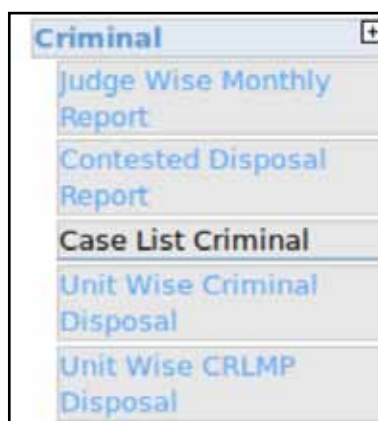 Criminal
Judge Wise Monthly
Report
Contested Disposal
Report
Case List Criminal
Unit Wise Criminal
Disposal
Unit Wise CRLMP
Disposal